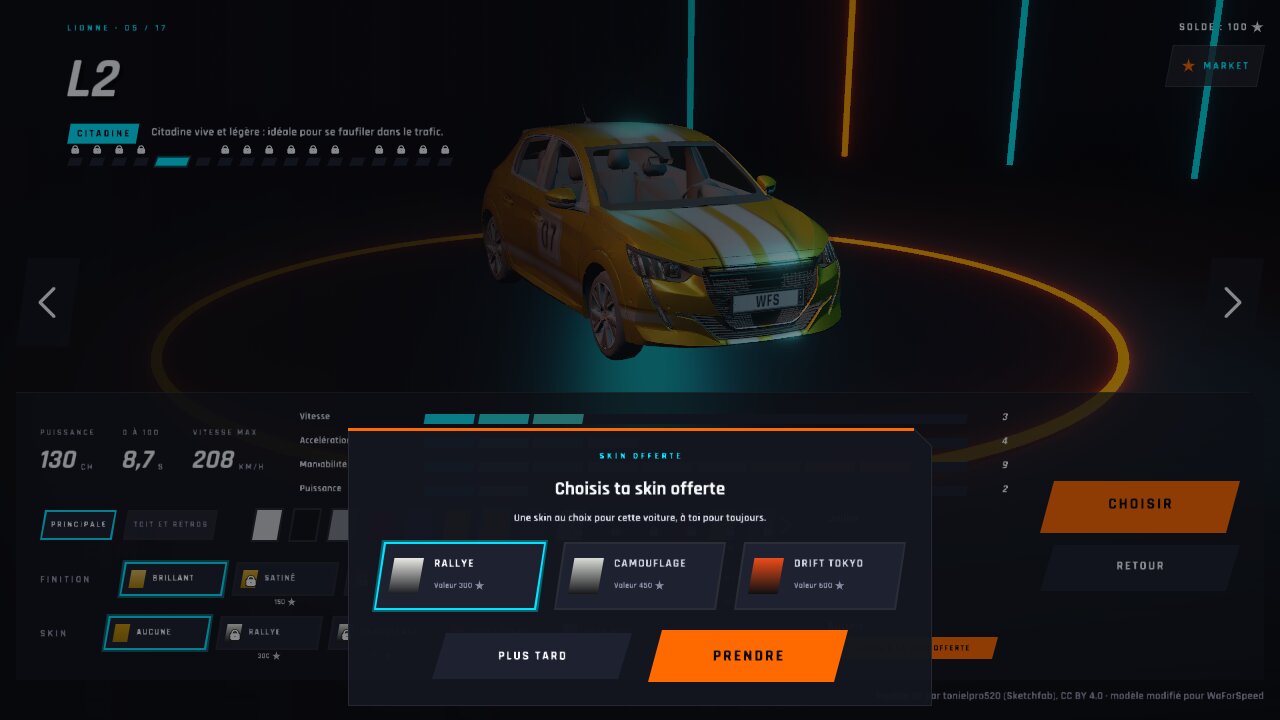 LIONNE · 05 / 17
SOLDE : 100 ★
L2
MARKET
CITADINE
Citadine vive et légère : idéale pour se faufiler dans le trafic.
07
WFS
Vitesse
3
PUISSANCE
0 À 100
VITESSE MAX
Accélération
4
130 CH
8,7 S
208 KM/H
Maniabilité
9
Puissance
2
SKIN OFFERTE
Choisis ta skin offerte
Une skin au choix pour cette voiture, à toi pour toujours.
PRINCIPALE
TOIT ET RETROS
CHOISIR
RETOUR
FINITION
BRILLANT
SATINÉ
150 ★
RALLYE
Valeur 300 ★
CAMOUFLAGE
Valeur 450 ★
DRIFT TOKYO
Valeur 600 ★
SKIN
AUCUNE
RALLYE
300 ★
PLUS TARD
PRENDRE
OFFERTE
par tonielpro520 (Sketchfab), CC BY 4.0 · modèle modifié pour WaForSpeed